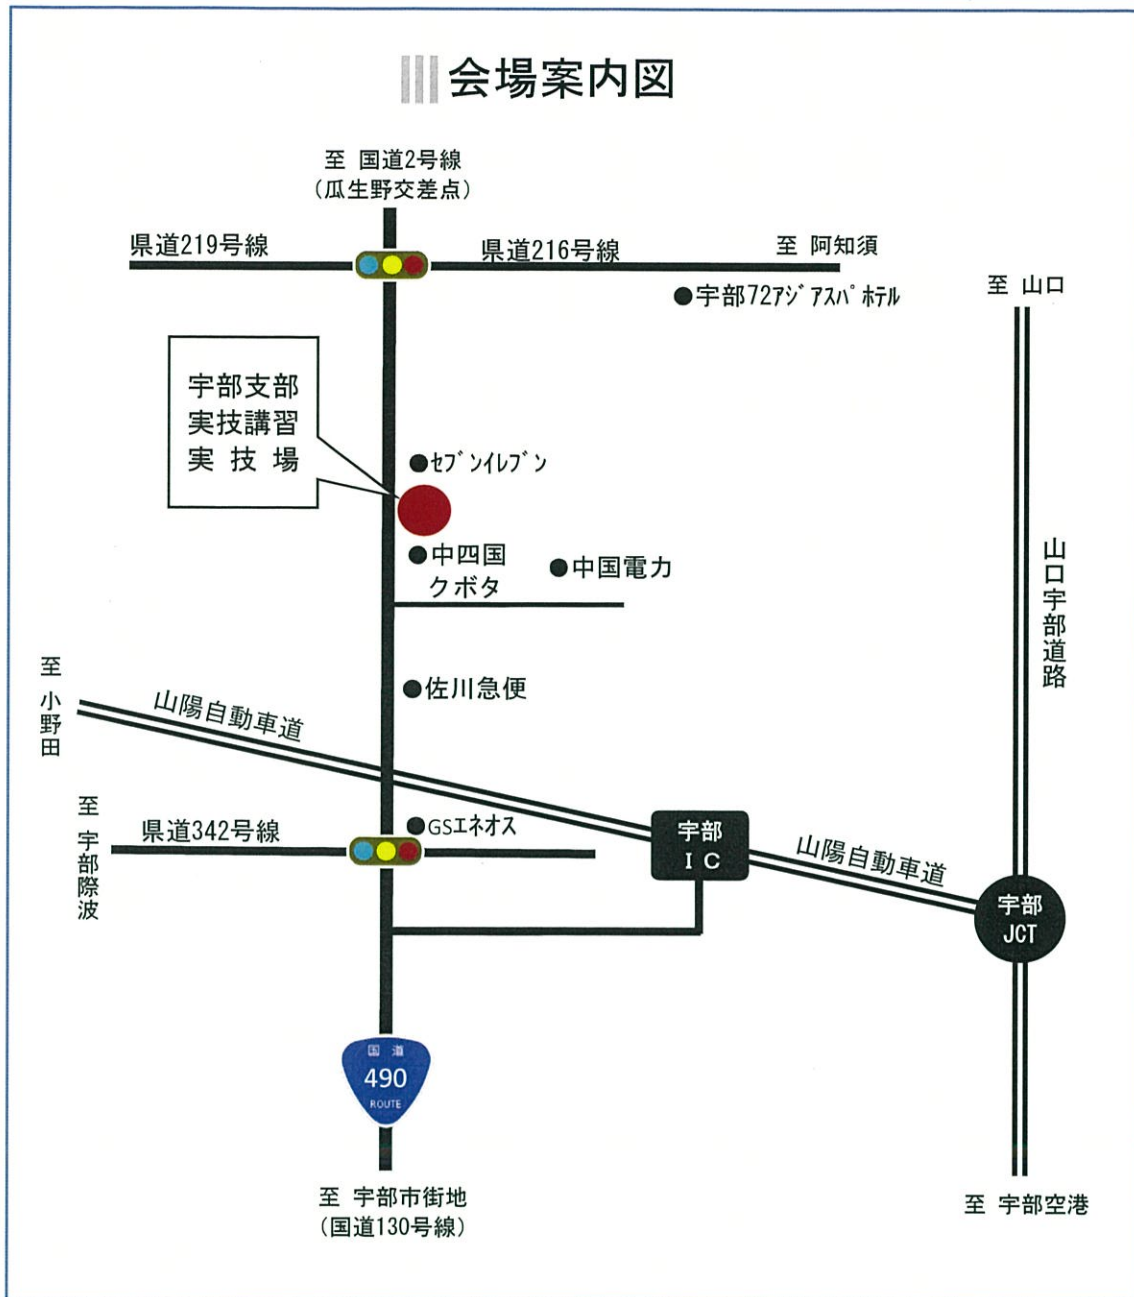 会場案内図
至 国道2号線
(瓜生野交差点)
県道219号線
県道216号線
至 阿知須
●宇部72ｱｼﾞｱｽﾊﾟﾎﾃﾙ
至 山口
宇部支部
実技講習
実 技 場
●ｾﾌﾞﾝｲﾚﾌﾞﾝ
●中四国
クボタ
●中国電力
山口宇部道路
至 小野田
山陽自動車道
●佐川急便
至 宇部際波
県道342号線
●GSエネオス
宇部
ＩＣ
山陽自動車道
宇部
JCT
国道
490
ROUTE
至 宇部市街地
(国道130号線)
至 宇部空港